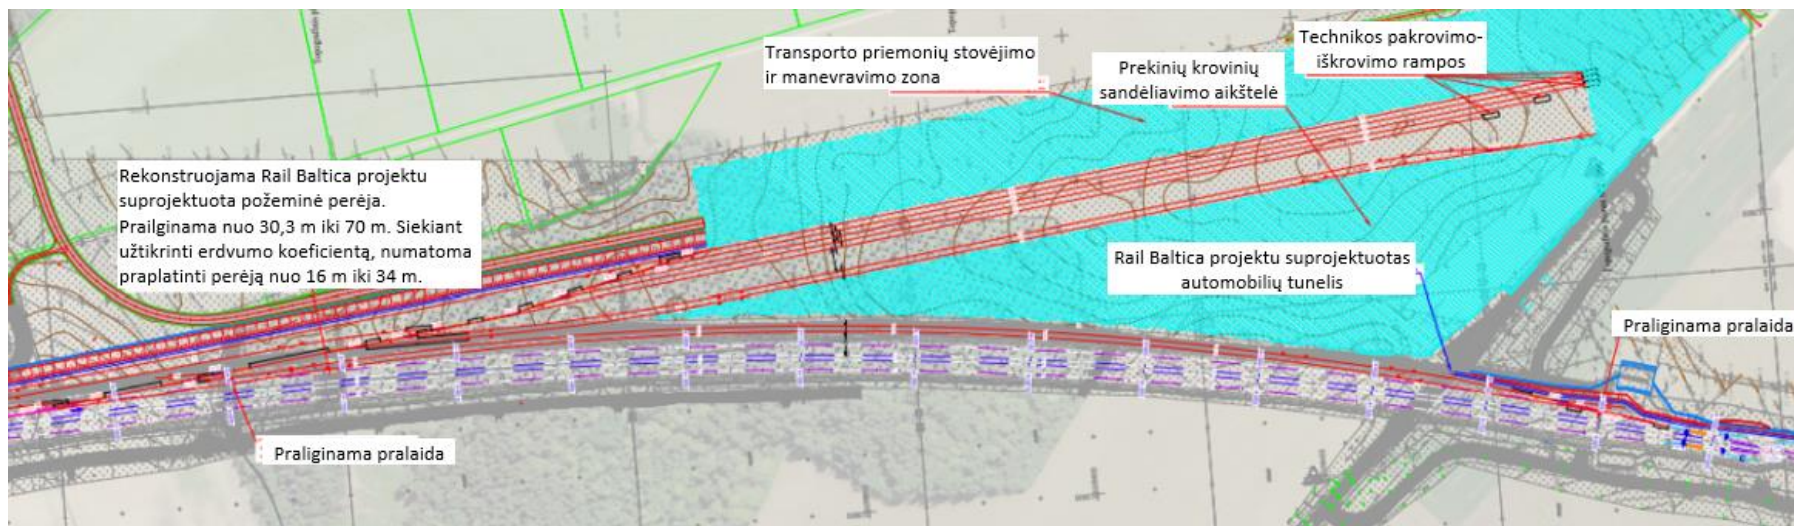 Transporto priemonių stovėjimo
ir manevravimo zona
Prekinių krovinių
sandėliavimo aikštelė
Technikos pakrovimo-
iškrovimo rampos
Rekonstruojama Rail Baltica projektu
suprojektuota požeminė perėja.
Prailginama nuo 30,3 m iki 70 m. Siekiant
užtikrinti erdvumo koeficientą, numatoma
praplatinti perėją nuo 16 m iki 34 m.
Rail Baltica projektu suprojektuotas
automobilių tunelis
Praliginama pralaida
Praliginama pralaida